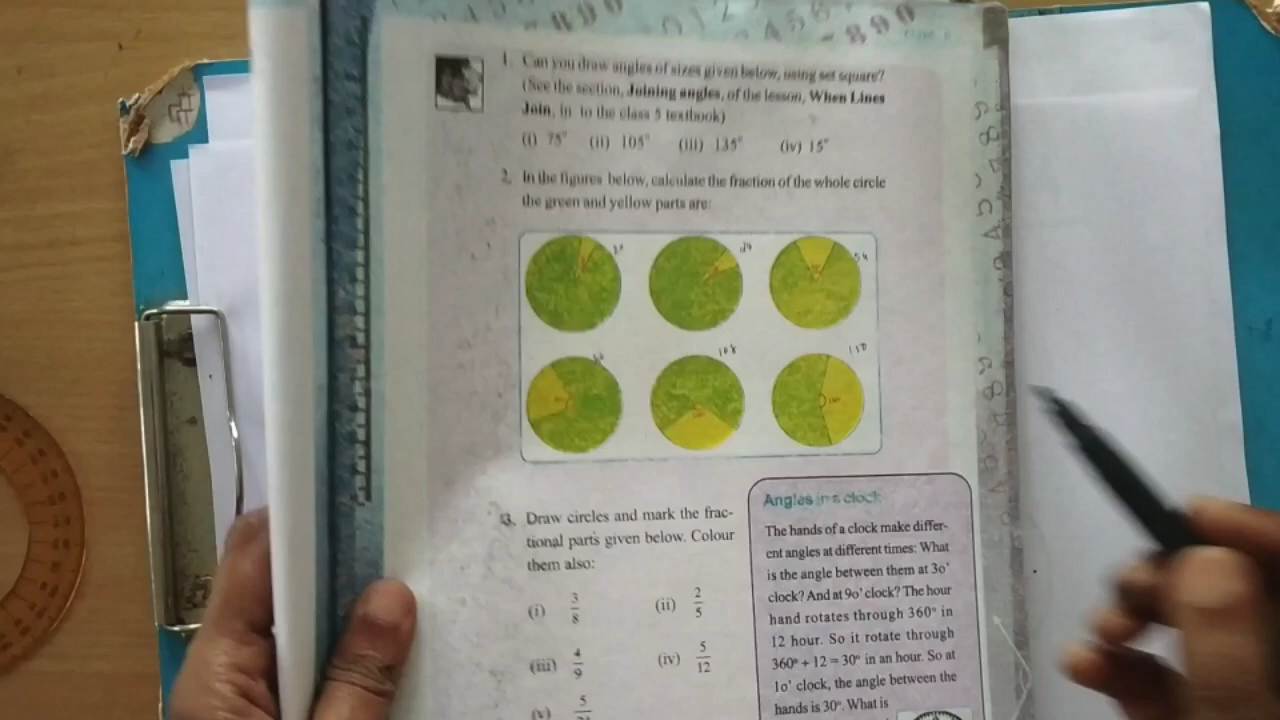 1. Can you draw angles of sizes given below, using set square?
(See the section, Joining angles, of the lesson, When Lines
Join, in to the class 5 textbook)
(i) 75° (ii) 105° (iii) 135° (iv) 15°
2. In the figures below, calculate the fraction of the whole circle
the green and yellow parts are:
24
54
108
150
3. Draw circles and mark the frac-
tional parts given below. Colour
them also:
(i) 3/8 (ii) 2/5
(iii) 4/9 (iv) 5/12
(v) 5
Angles in a clock
The hands of a clock make differ-
ent angles at different times: What
is the angle between them at 3o'
clock? And at 9o' clock? The hour
hand rotates through 360° in
12 hour. So it rotate through
360° ÷ 12 = 30° in an hour. So at
1o' clock, the angle between the
hands is 30°. What is